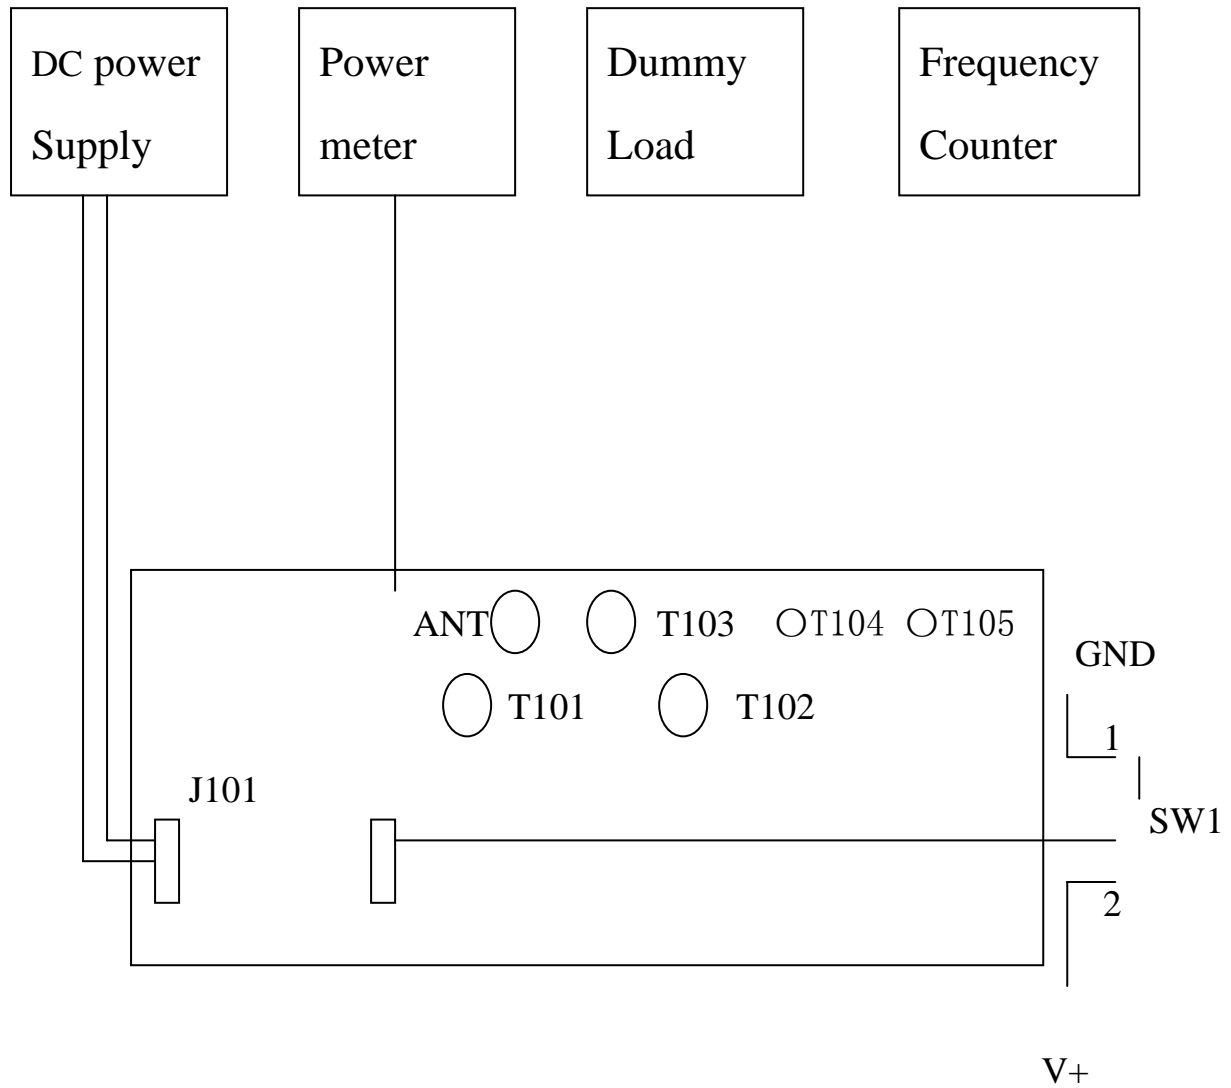 DC power
Supply
Power
meter
Dummy
Load
Frequency
Counter
ANT
T103
T104
T105
GND
T101
T102
1
J101
SW1
2
V+